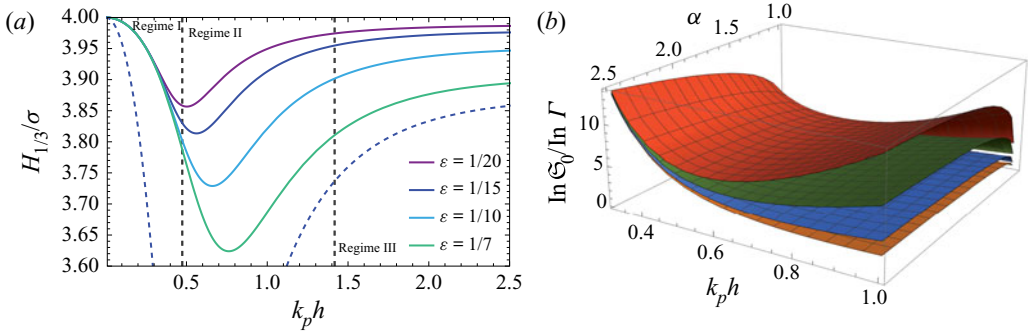 (a)
4.00
3.95
3.90
3.85
3.80
3.75
3.70
3.65
3.60
H1/3/σ
Regime I
Regime II
Regime III
ε = 1/20
ε = 1/15
ε = 1/10
ε = 1/7
0
0.5
1.0
1.5
2.0
2.5
kph
(b)
α
1.0
1.5
2.0
2.5
10
5
0
ln 𝔖0/ln Γ
0.4
0.6
0.8
1.0
kph